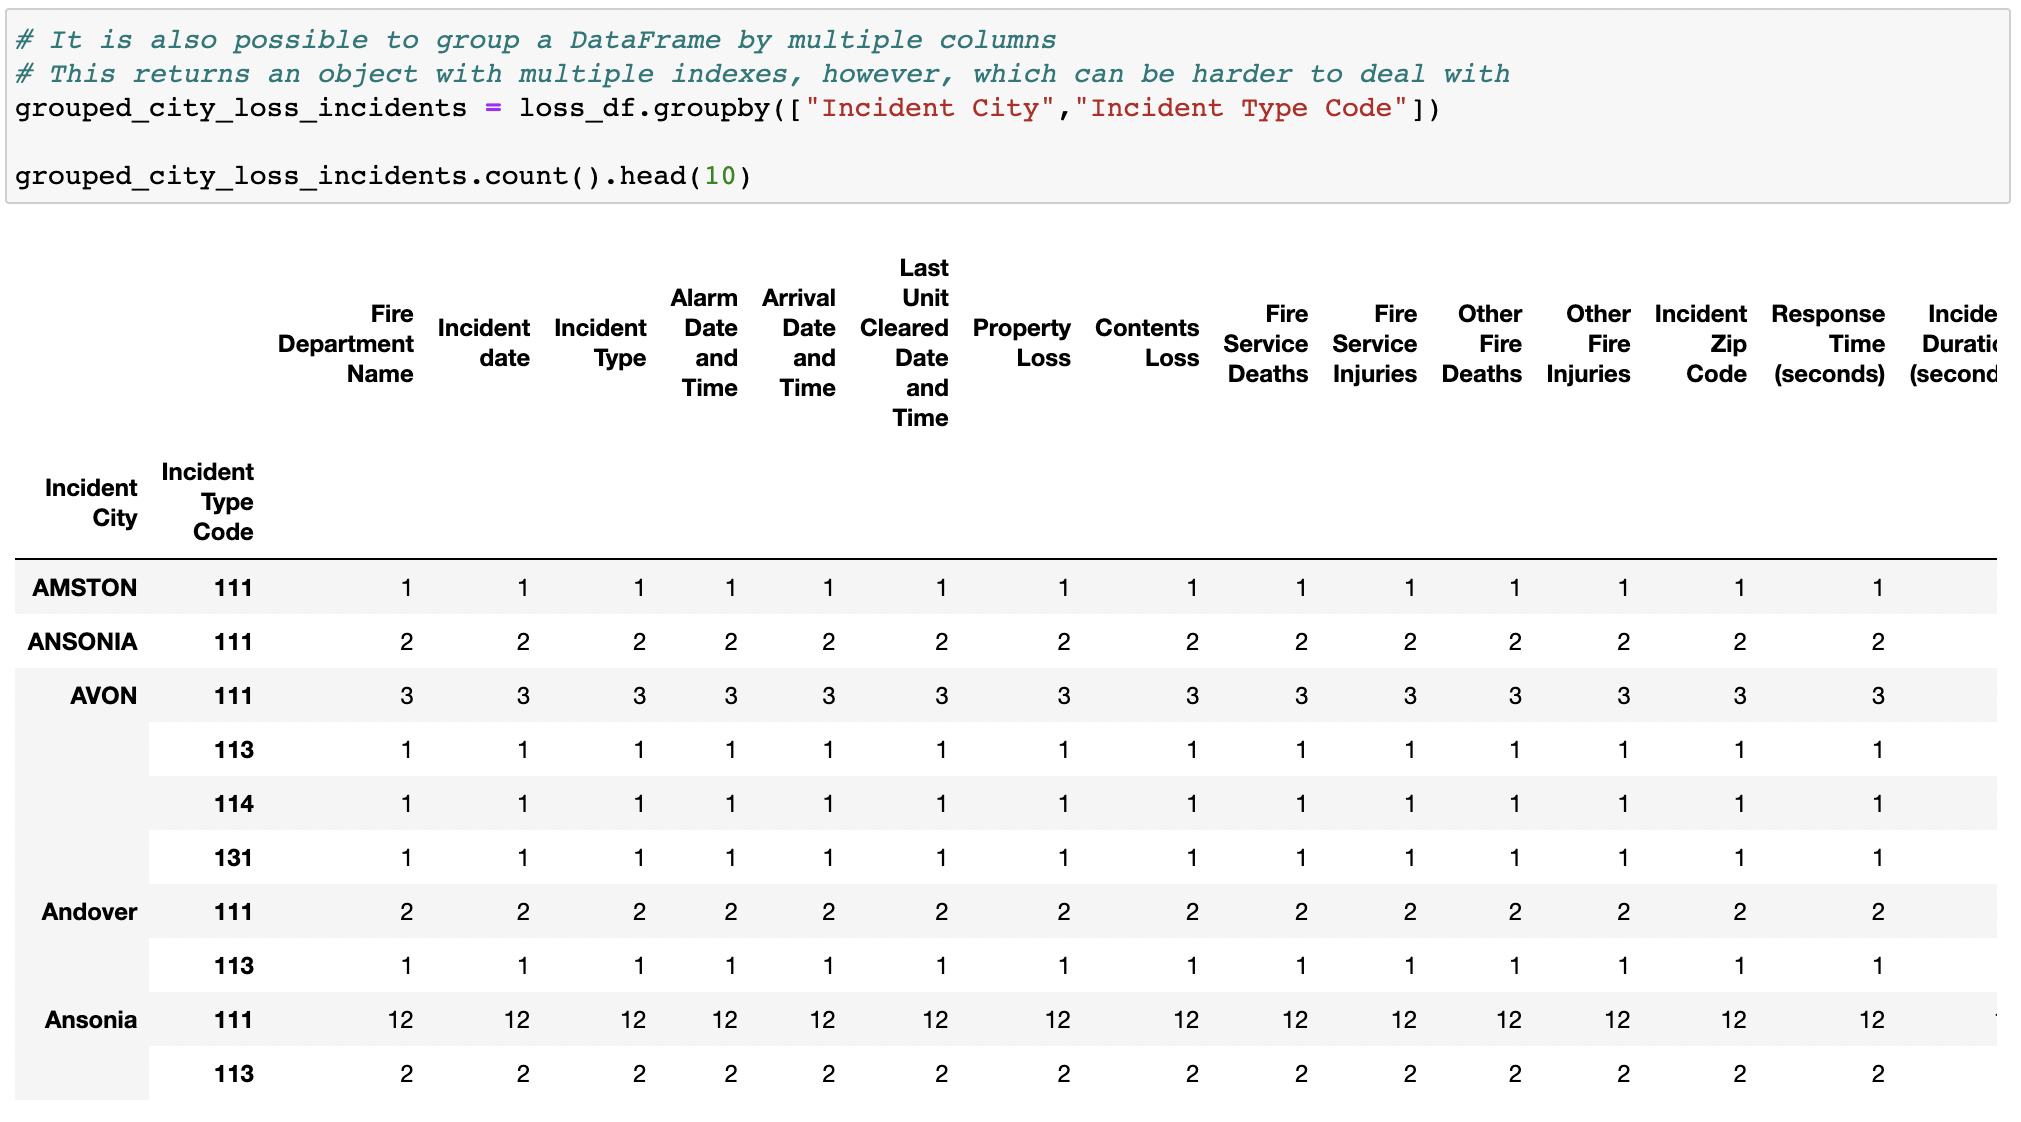 # It is also possible to group a DataFrame by multiple columns
# This returns an object with multiple indexes, however, which can be harder to deal with
grouped_city_loss_incidents = loss_df.groupby(["Incident City","Incident Type Code"])
grouped_city_loss_incidents.count().head(10)
Fire Department Name Incident date Incident Type Alarm Date and Time Arrival Date and Time Last Unit Cleared Date and Time Property Loss Contents Loss Fire Service Deaths Fire Service Injuries Other Fire Deaths Other Fire Injuries Incident Zip Code Response Time (seconds) Incide Duratio (second
Incident City Incident Type Code
AMSTON 111 1 1 1 1 1 1 1 1 1 1 1 1 1 1
ANSONIA 111 2 2 2 2 2 2 2 2 2 2 2 2 2 2
AVON 111 3 3 3 3 3 3 3 3 3 3 3 3 3 3
113 1 1 1 1 1 1 1 1 1 1 1 1 1 1
114 1 1 1 1 1 1 1 1 1 1 1 1 1 1
131 1 1 1 1 1 1 1 1 1 1 1 1 1 1
Andover 111 2 2 2 2 2 2 2 2 2 2 2 2 2 2
113 1 1 1 1 1 1 1 1 1 1 1 1 1 1
Ansonia 111 12 12 12 12 12 12 12 12 12 12 12 12 12 12
113 2 2 2 2 2 2 2 2 2 2 2 2 2 2